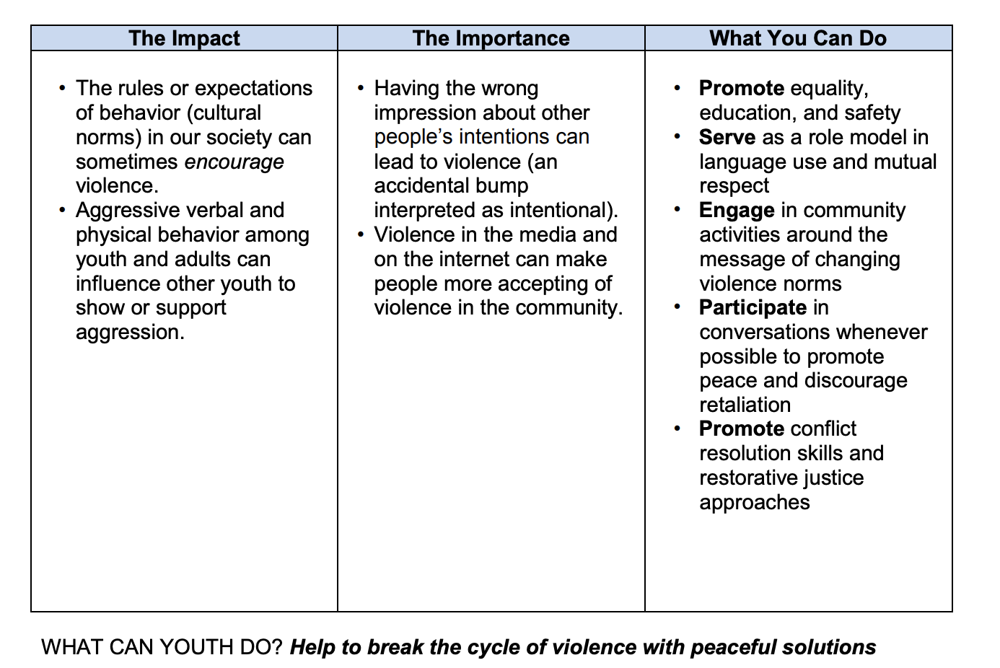 The Impact
The Importance
What You Can Do
• The rules or expectations
of behavior (cultural
norms) in our society can
sometimes encourage
violence.
• Aggressive verbal and
physical behavior among
youth and adults can
influence other youth to
show or support
aggression.
• Having the wrong
impression about other
people’s intentions can
lead to violence (an
accidental bump
interpreted as intentional).
• Violence in the media and
on the internet can make
people more accepting of
violence in the community.
• Promote equality,
education, and safety
• Serve as a role model in
language use and mutual
respect
• Engage in community
activities around the
message of changing
violence norms
• Participate in
conversations whenever
possible to promote
peace and discourage
retaliation
• Promote conflict
resolution skills and
restorative justice
approaches
WHAT CAN YOUTH DO? Help to break the cycle of violence with peaceful solutions